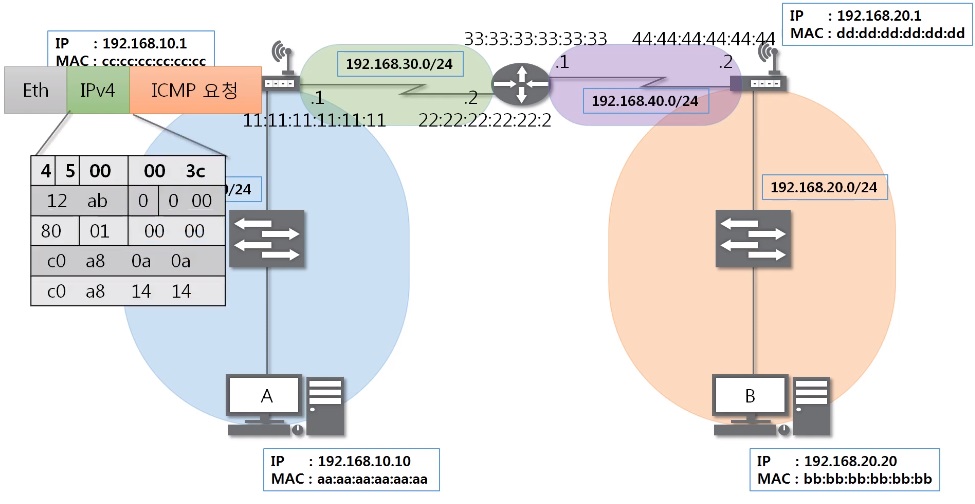 IP : 192.168.10.1
MAC : cc:cc:cc:cc:cc:cc
IP : 192.168.20.1
MAC : dd:dd:dd:dd:dd:dd
33:33:33:33:33:33
44:44:44:44:44:44
192.168.30.0/24
.1
.2
Eth
IPv4
ICMP 요청
.1
.2
192.168.40.0/24
11:11:11:11:11:11
22:22:22:22:22:2
4 5 00 00 3c
12 ab 0 0 00
80 01 00 00
c0 a8 0a 0a
c0 a8 14 14
0/24
192.168.20.0/24
A
B
IP : 192.168.10.10
MAC : aa:aa:aa:aa:aa:aa
IP : 192.168.20.20
MAC : bb:bb:bb:bb:bb:bb